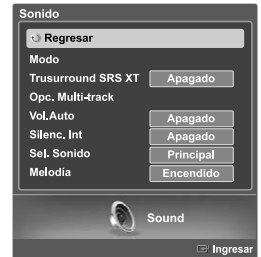 Sonido
Regresar
Modo
Trusurround SRS XT Apagado
Opc. Multi-track
Vol.Auto Apagado
Silenc. Int Apagado
Sel. Sonido Principal
Melodía Encendido
Sound
Ingresar